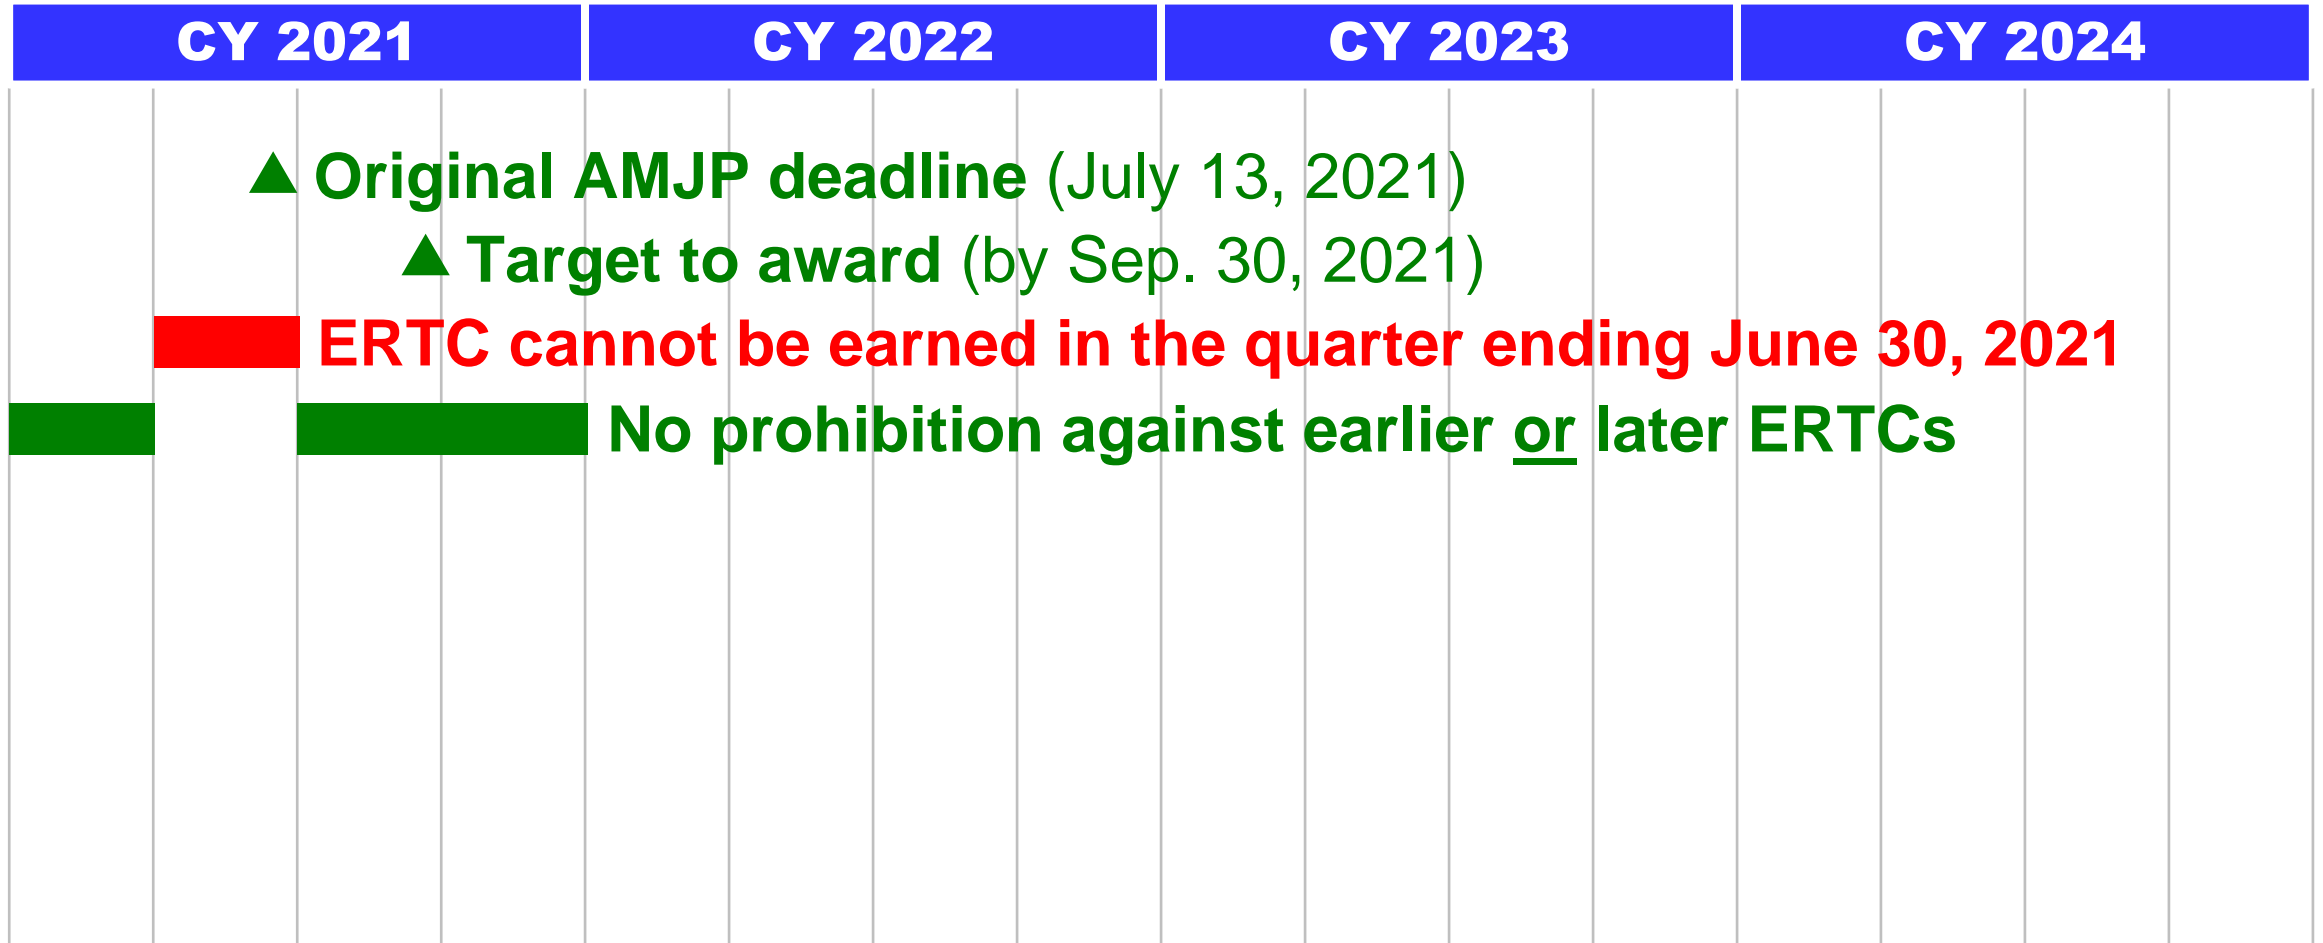 CY 2021 CY 2022 CY 2023 CY 2024
Original AMJP deadline (July 13, 2021)
Target to award (by Sep. 30, 2021)
ERTC cannot be earned in the quarter ending June 30, 2021
No prohibition against earlier or later ERTCs